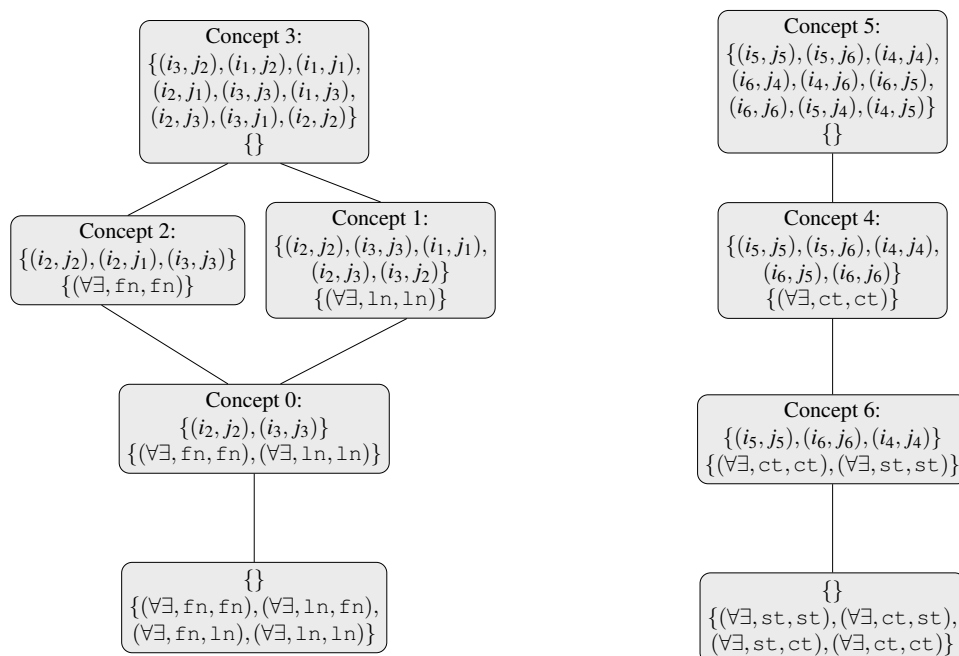 Concept 3:
{(i₃, j₂), (i₁, j₂), (i₁, j₁),
(i₂, j₁), (i₃, j₃), (i₁, j₃),
(i₂, j₃), (i₃, j₁), (i₂, j₂)}
{}
Concept 2:
{(i₂, j₂), (i₂, j₁), (i₃, j₃)}
{(∀∃, fn, fn)}
Concept 1:
{(i₂, j₂), (i₃, j₃), (i₁, j₁),
(i₂, j₃), (i₃, j₂)}
{(∀∃, ln, ln)}
Concept 0:
{(i₂, j₂), (i₃, j₃)}
{(∀∃, fn, fn), (∀∃, ln, ln)}
{}
{(∀∃, fn, fn), (∀∃, ln, fn),
(∀∃, fn, ln), (∀∃, ln, ln)}
Concept 5:
{(i₅, j₅), (i₅, j₆), (i₄, j₄),
(i₆, j₄), (i₄, j₆), (i₆, j₅),
(i₆, j₆), (i₅, j₄), (i₄, j₅)}
{}
Concept 4:
{(i₅, j₅), (i₅, j₆), (i₄, j₄),
(i₆, j₅), (i₆, j₆)}
{(∀∃, ct, ct)}
Concept 6:
{(i₅, j₅), (i₆, j₆), (i₄, j₄)}
{(∀∃, ct, ct), (∀∃, st, st)}
{}
{(∀∃, st, st), (∀∃, ct, st),
(∀∃, st, ct), (∀∃, ct, ct)}